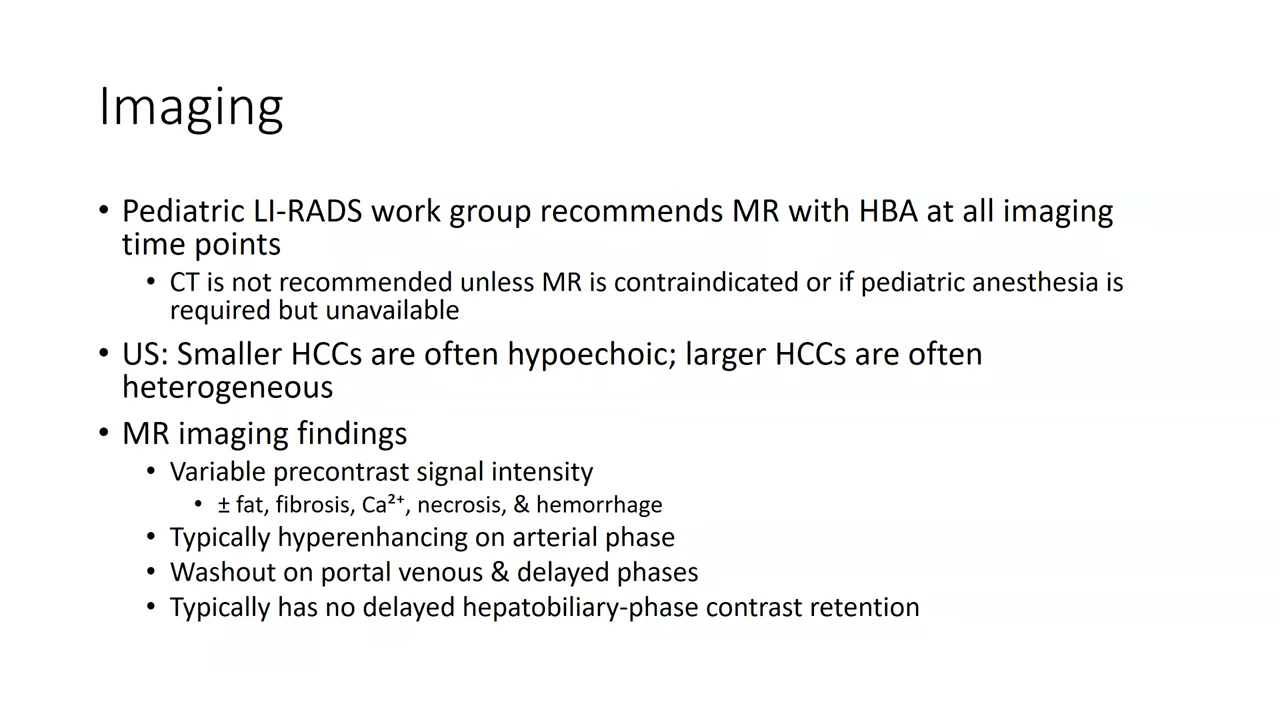 Imaging
• Pediatric LI-RADS work group recommends MR with HBA at all imaging
time points
• CT is not recommended unless MR is contraindicated or if pediatric anesthesia is
required but unavailable
• US: Smaller HCCs are often hypoechoic; larger HCCs are often
heterogeneous
• MR imaging findings
• Variable precontrast signal intensity
• ± fat, fibrosis, Ca²⁺, necrosis, & hemorrhage
• Typically hyperenhancing on arterial phase
• Washout on portal venous & delayed phases
• Typically has no delayed hepatobiliary-phase contrast retention